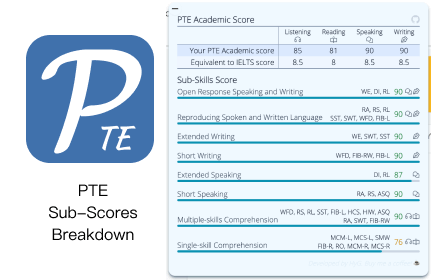 P
TE
PTE
Sub-Scores
Breakdown
PTE Academic Score
Listening Reading Speaking Writing
Your PTE Academic score 85 81 90 90
Equivalent to IELTS score 8.5 8 8.5 8.5
Sub-Skills Score
Open Response Speaking and Writing WE, DI, RL 90
RA, RS, RL
Reproducing Spoken and Written Language SST, SWT, WFD, FIB-L 90
Extended Writing WE, SWT, SST 90
Short Writing WFD, FIB-RW, FIB-L 90
Extended Speaking DI, RL 87
Short Speaking RA, RS, ASQ 90
WFD, RS, RL, SST, FIB-L, HCS, HIW, ASQ
Multiple-skills Comprehension RA, SWT, FIB-RW 90
MCM-L, MCS-L, SMW
Single-skill Comprehension FIB-R, RO, MCM-R, MCS-R 76